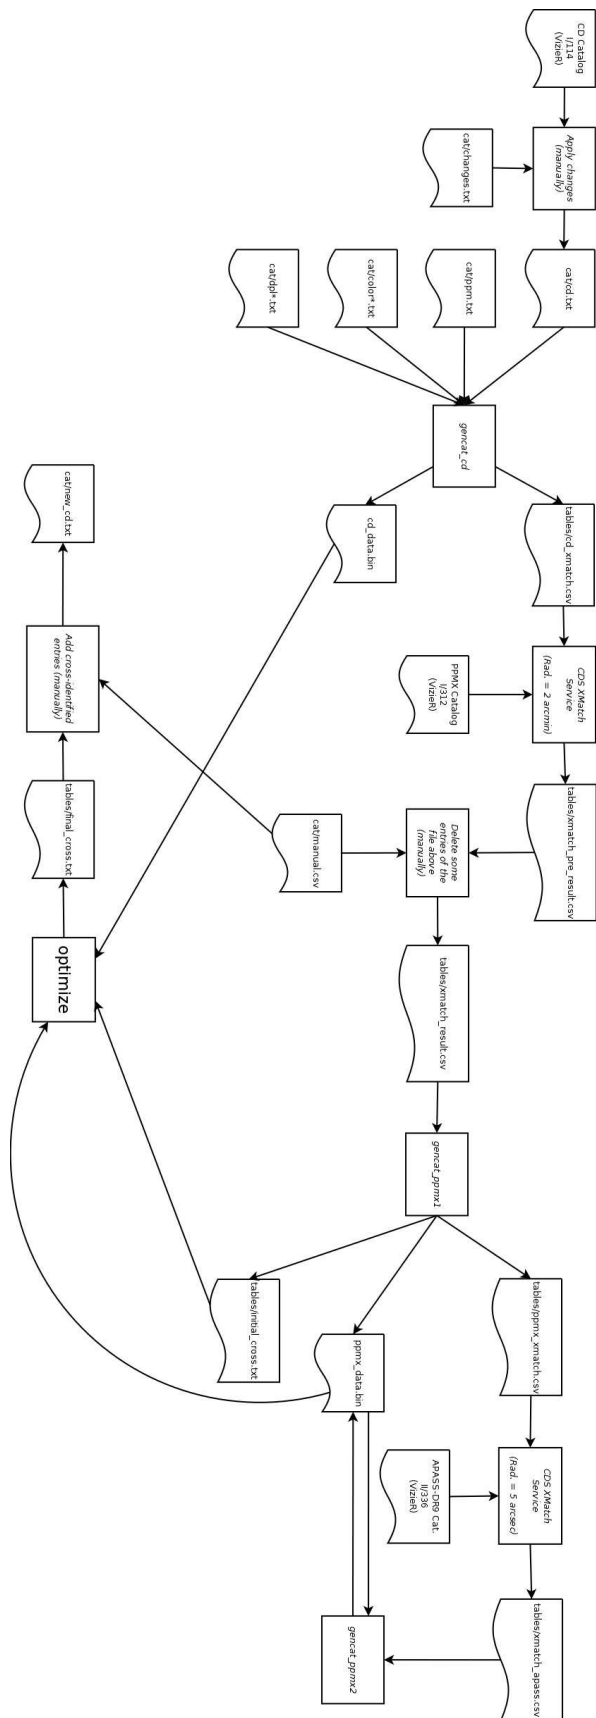 CD Catalog
I/114
(VizieR)
Apply changes
(manually)
cat/changes.txt
cat/cd.txt
cat/ppm.txt
cat/color*.txt
cat/dpl*.txt
gencat_cd
tables/cd_xmatch.csv
cd_data.bin
CDS XMatch
Service
(Rad. = 2 arcmin)
PPMX Catalog
I/312
(VizieR)
tables/xmatch_pre_result.csv
Delete some
entries of the
file above
(manually)
cat/manual.csv
tables/xmatch_result.csv
gencat_ppmx1
tables/ppmx_xmatch.csv
ppmx_data.bin
tables/initial_cross.txt
CDS XMatch
Service
(Rad. = 5 arcsec)
APASS-DR9 Cat.
II/336
(VizieR)
tables/xmatch_apass.csv
gencat_ppmx2
optimize
tables/final_cross.txt
Add cross-identified
entries (manually)
cat/new_cd.txt